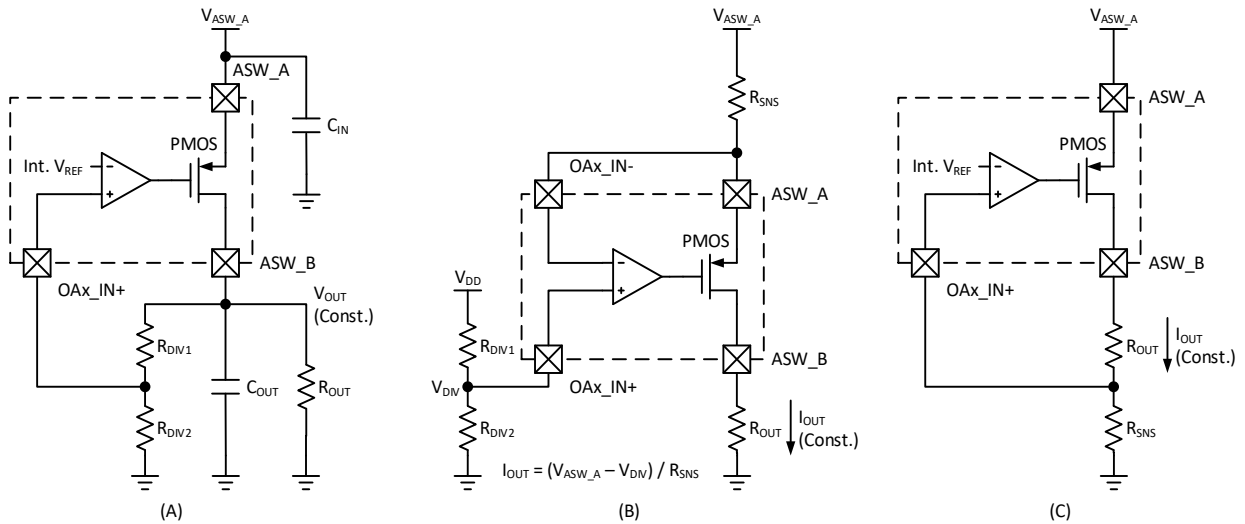 V_ASW_A
ASW_A
C_IN
PMOS
Int. V_REF
−
+
ASW_B
OAx_IN+
V_OUT
(Const.)
R_DIV1
C_OUT
R_OUT
R_DIV2
(A)
V_ASW_A
R_SNS
OAx_IN-
ASW_A
PMOS
−
+
V_DD
R_DIV1
ASW_B
V_DIV
OAx_IN+
R_DIV2
R_OUT
I_OUT
(Const.)
I_OUT = (V_ASW_A – V_DIV) / R_SNS
(B)
V_ASW_A
ASW_A
PMOS
Int. V_REF
−
+
ASW_B
OAx_IN+
R_OUT
I_OUT
(Const.)
R_SNS
(C)